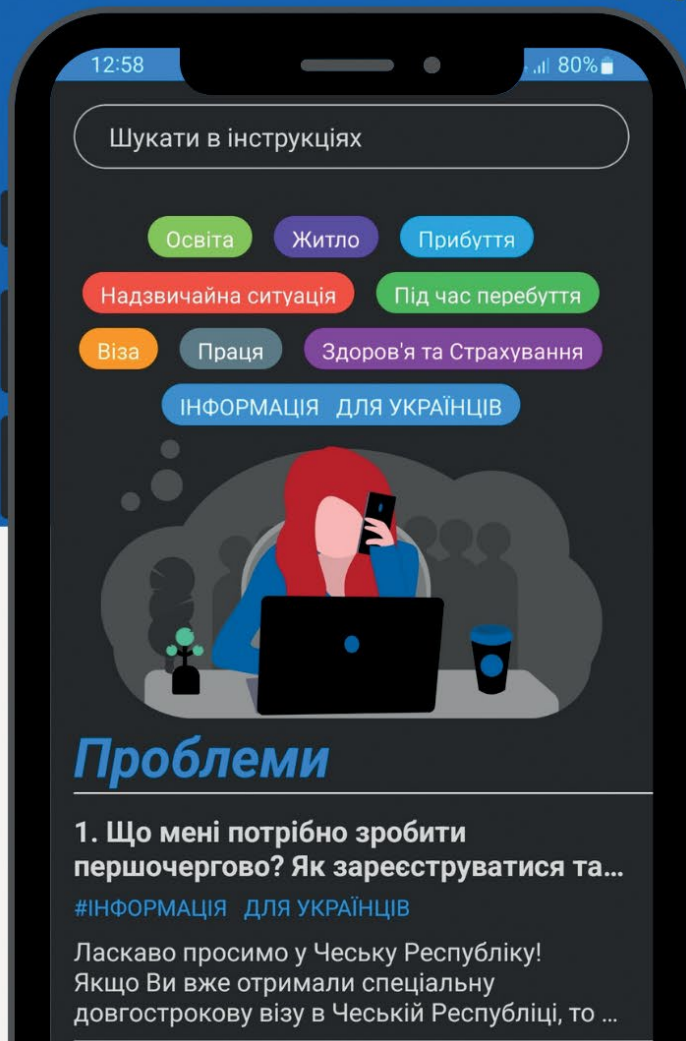 12:58
80%
Шукати в інструкціях
Освіта
Житло
Прибуття
Надзвичайна ситуація
Під час перебуття
Віза
Праця
Здоров'я та Страхування
ІНФОРМАЦІЯ ДЛЯ УКРАЇНЦІВ
Проблеми
1. Що мені потрібно зробити
першочергово? Як зареєструватися та...
#ІНФОРМАЦІЯ ДЛЯ УКРАЇНЦІВ
Ласкаво просимо у Чеську Республіку!
Якщо Ви вже отримали спеціальну
довгострокову візу в Чеській Республіці, то ...